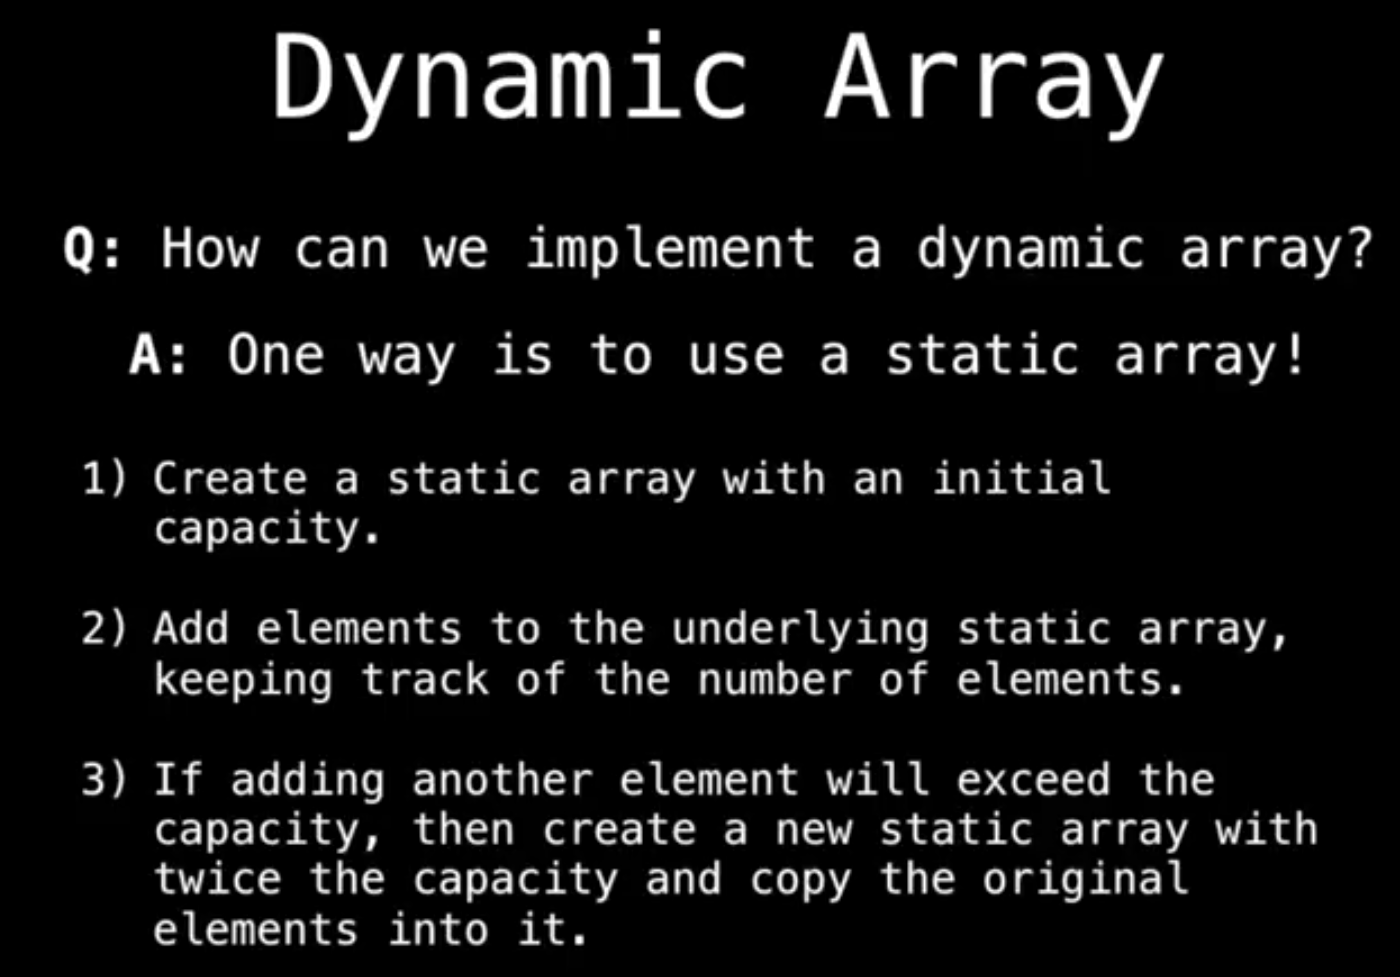 Dynamic Array
Q: How can we implement a dynamic array?
A: One way is to use a static array!
1) Create a static array with an initial
capacity.
2) Add elements to the underlying static array,
keeping track of the number of elements.
3) If adding another element will exceed the
capacity, then create a new static array with
twice the capacity and copy the original
elements into it.